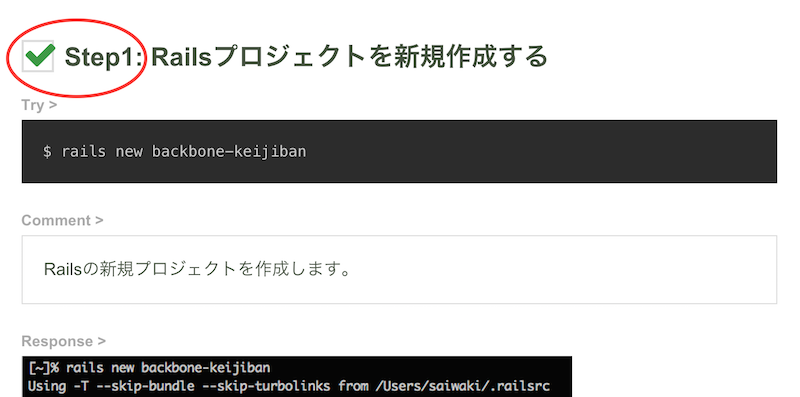 Step1: Railsプロジェクトを新規作成する
Try >
$ rails new backbone-keijiban
Comment >
Railsの新規プロジェクトを作成します。
Response >
[~]% rails new backbone-keijiban
Using -T --skip-bundle --skip-turbolinks from /Users/saiwaki/.railsrc